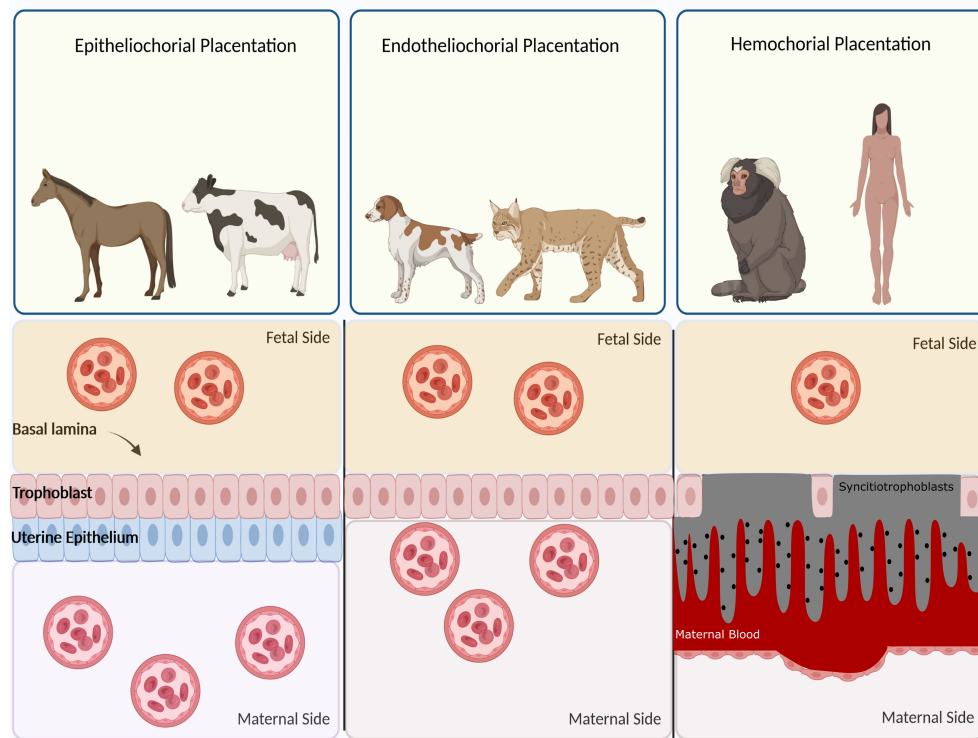 Epitheliochorial Placentation
Endotheliochorial Placentation
Hemochorial Placentation
Fetal Side
Fetal Side
Fetal Side
Basal lamina
Trophoblast
Uterine Epithelium
Syncitiotrophoblasts
Maternal Blood
Maternal Side
Maternal Side
Maternal Side